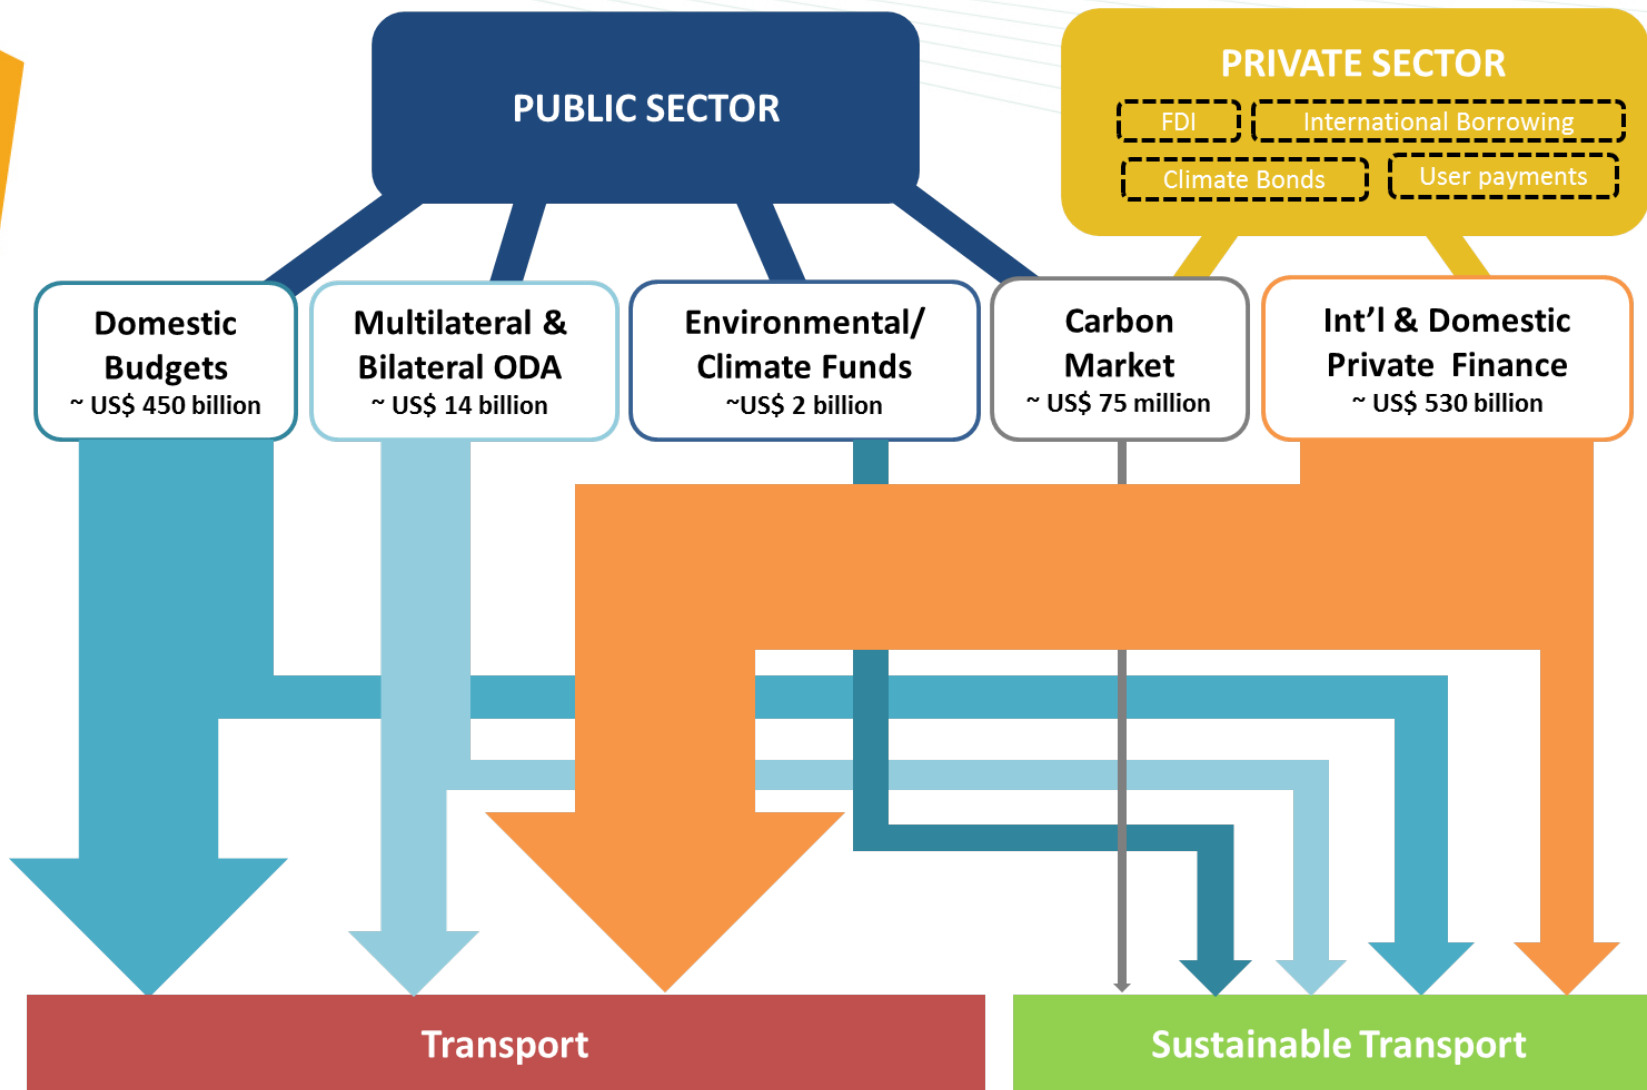 PUBLIC SECTOR
PRIVATE SECTOR
FDI
International Borrowing
Climate Bonds
User payments
Domestic
Budgets
~ US$ 450 billion
Multilateral &
Bilateral ODA
~ US$ 14 billion
Environmental/
Climate Funds
~US$ 2 billion
Carbon
Market
~ US$ 75 million
Int’l & Domestic
Private Finance
~ US$ 530 billion
Transport
Sustainable Transport